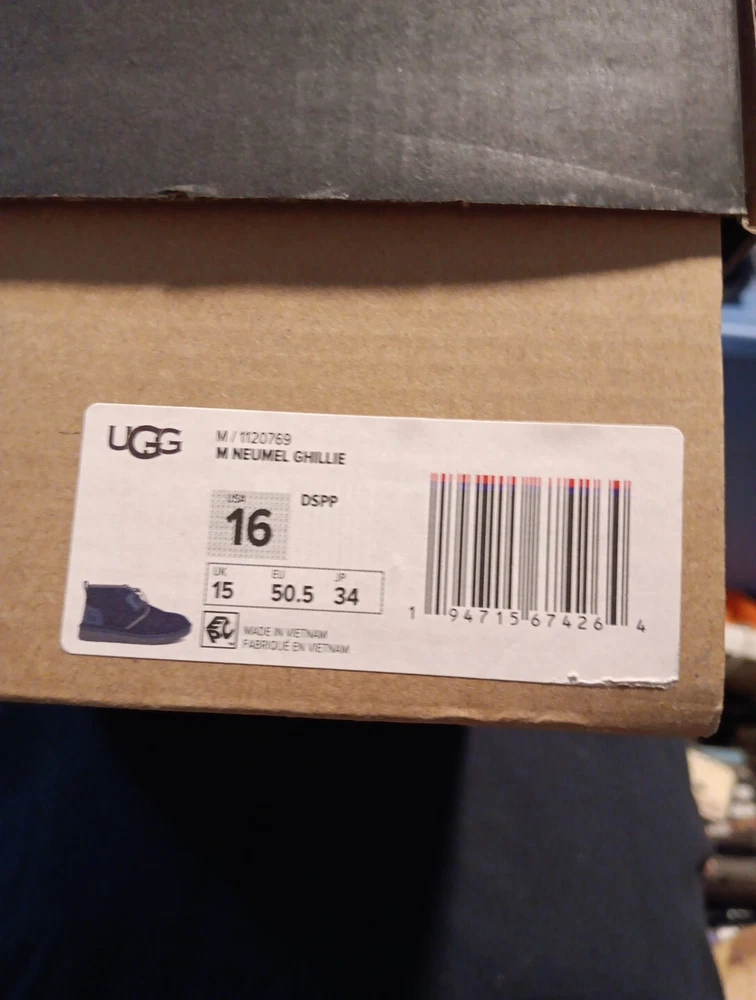 UGG
M / 1120769
M NEUMEL GHILLIE
USA
16
DSPP
UK EU JP
15 50.5 34
MADE IN VIETNAM
FABRIQUÉ EN VIETNAM
1 94715 67426 4